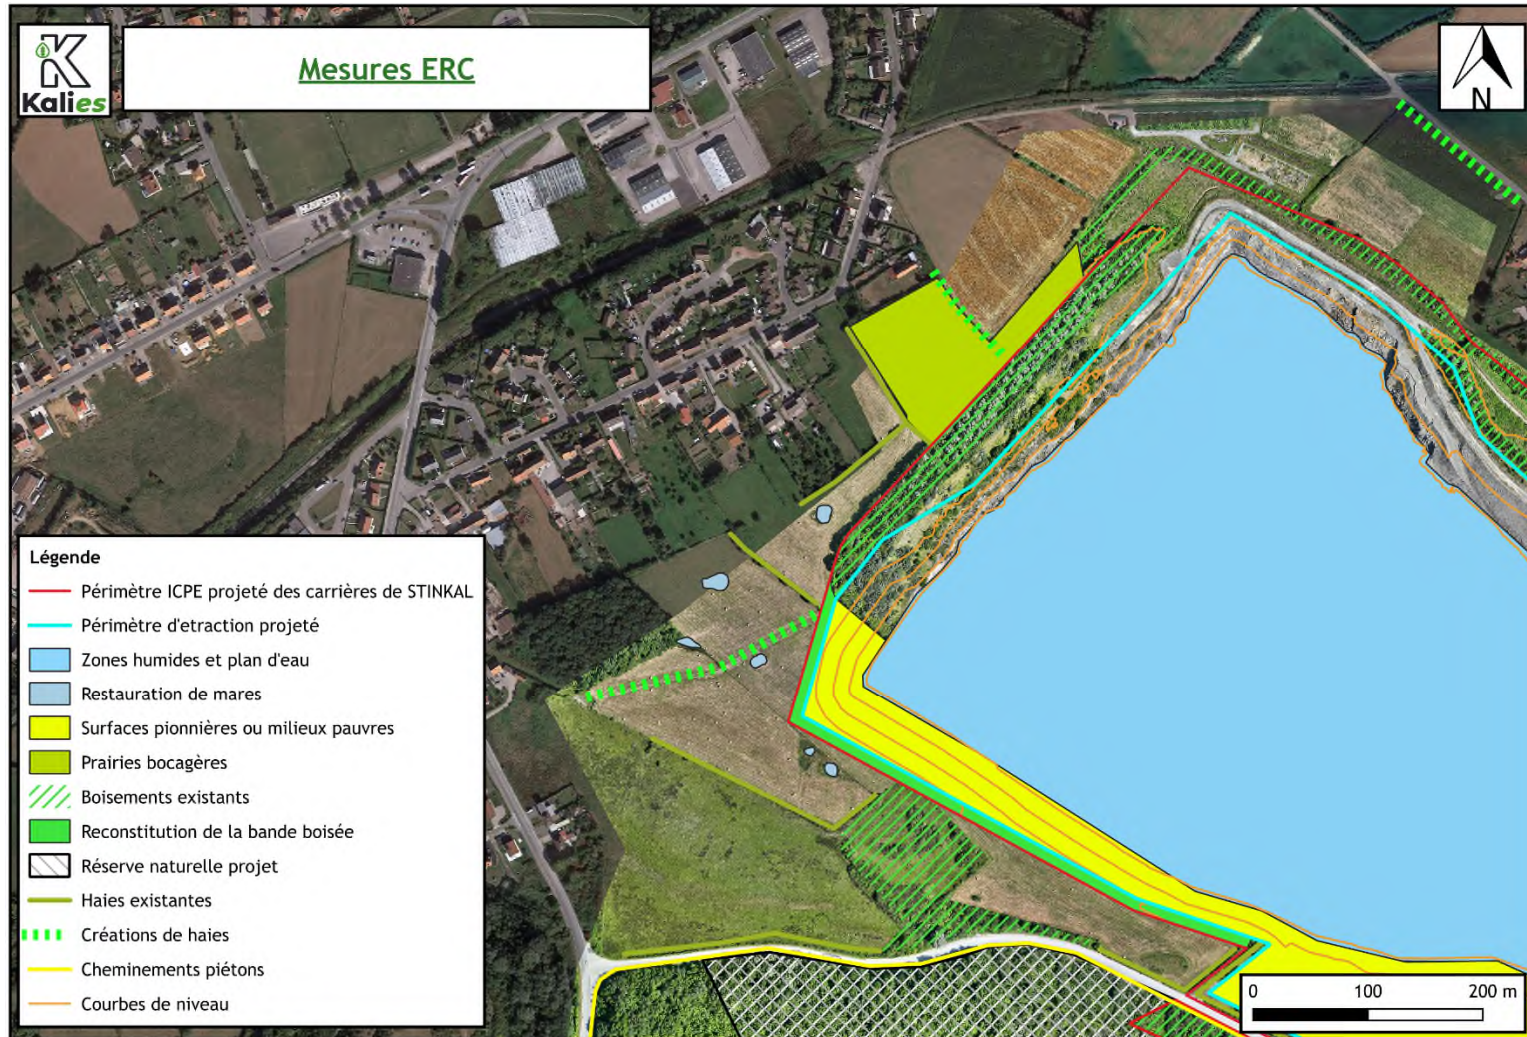 Kalies
Mesures ERC
N
Légende
Périmètre ICPE projeté des carrières de STINKAL
Périmètre d'etraction projeté
Zones humides et plan d'eau
Restauration de mares
Surfaces pionnières ou milieux pauvres
Prairies bocagères
Boisements existants
Reconstitution de la bande boisée
Réserve naturelle projet
Haies existantes
Créations de haies
Cheminements piétons
Courbes de niveau
0 100 200 m